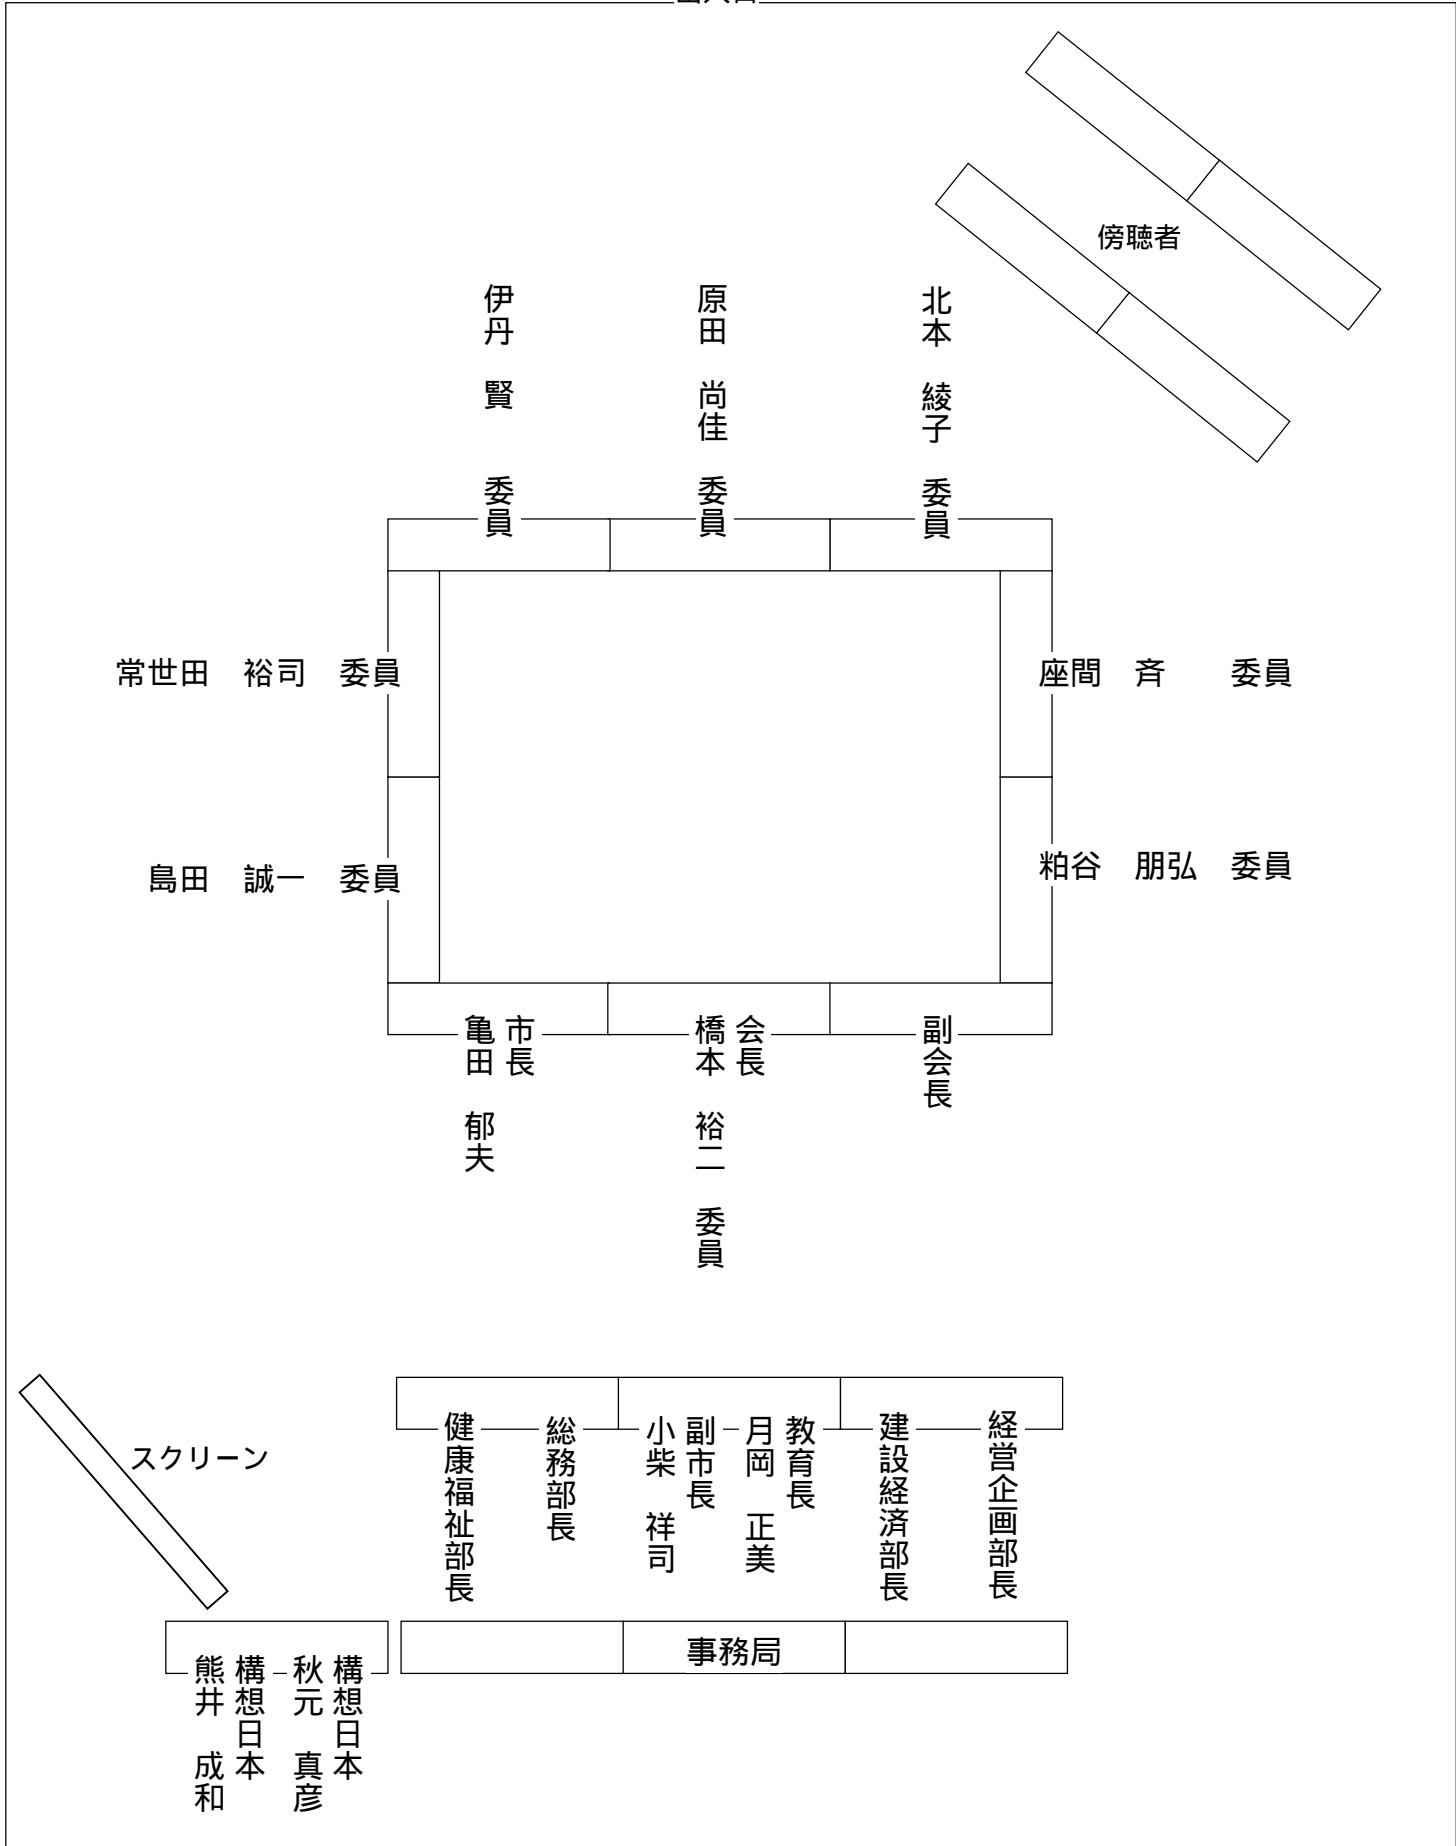 傍聴者
伊丹　賢　　委員
原田　尚佳　委員
北本　綾子　委員
常世田　裕司　委員
座間　斉　　委員
島田　誠一　委員
粕谷　朋弘　委員
市長
亀田　郁夫
会長
橋本　裕二　委員
副会長
スクリーン
健康福祉部長
総務部長
副市長
小柴　祥司
教育長
月岡　正美
建設経済部長
経営企画部長
事務局
構想日本
熊井　成和
構想日本
秋元　真彦